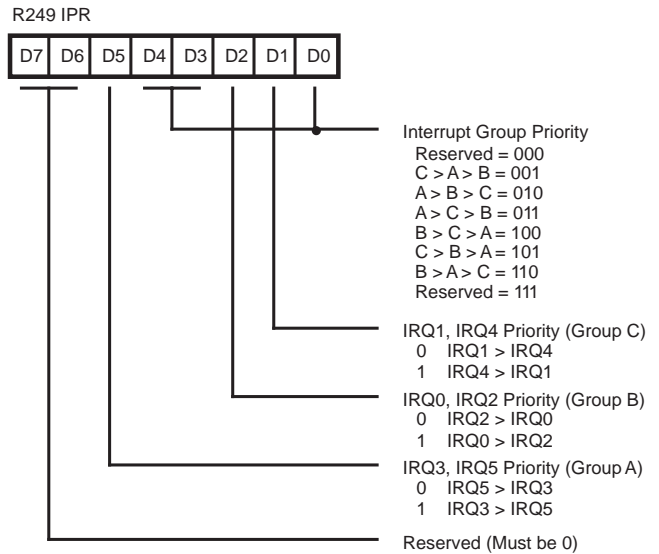 R249 IPR
D7 D6 D5 D4 D3 D2 D1 D0
Interrupt Group Priority
Reserved = 000
C > A > B = 001
A > B > C = 010
A > C > B = 011
B > C > A = 100
C > B > A = 101
B > A > C = 110
Reserved = 111
IRQ1, IRQ4 Priority (Group C)
0 IRQ1 > IRQ4
1 IRQ4 > IRQ1
IRQ0, IRQ2 Priority (Group B)
0 IRQ2 > IRQ0
1 IRQ0 > IRQ2
IRQ3, IRQ5 Priority (Group A)
0 IRQ5 > IRQ3
1 IRQ3 > IRQ5
Reserved (Must be 0)